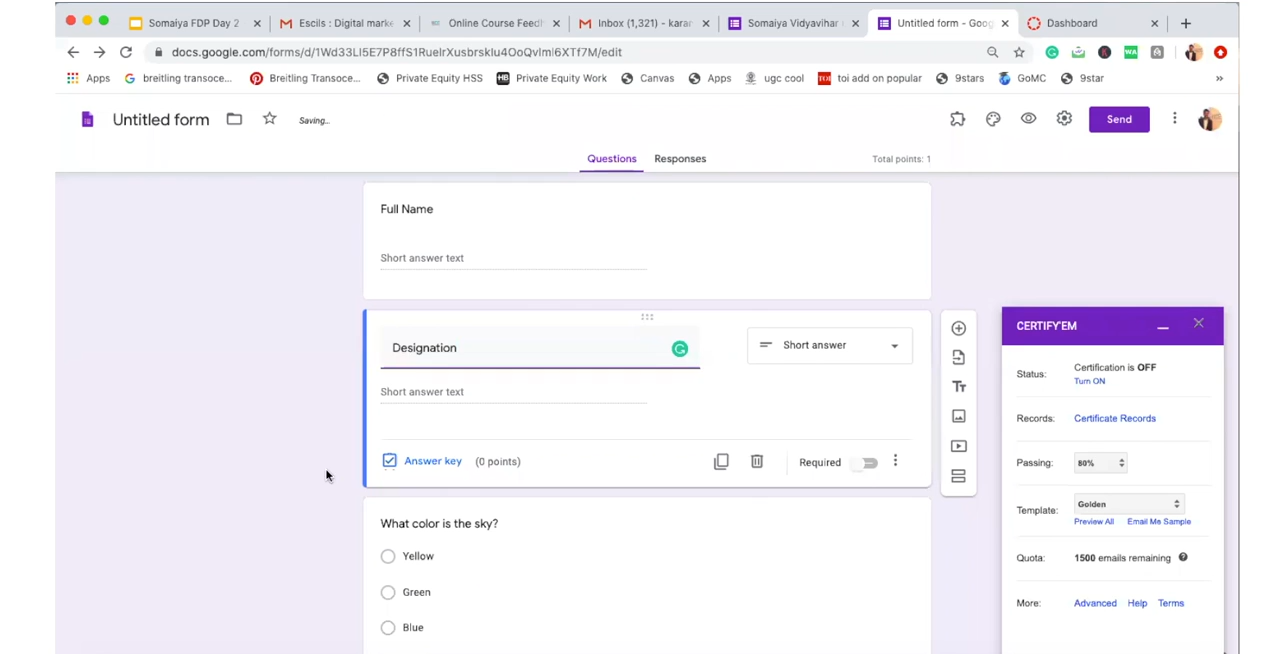 Somaiya FDP Day 2
Escils : Digital marke
Online Course Feedl
Inbox (1,321) - karan
Somaiya Vidyavihar
Untitled form - Goog
Dashboard
docs.google.com/forms/d/1Wd33LI5E7P8ffS1RuelrXusbrsklu4OoQvlmI6XTf7M/edit
Apps
breitling transoce...
Breitling Transoce...
Private Equity HSS
HB
Private Equity Work
Canvas
Apps
ugc cool
TOI
toi add on popular
9stars
GoMC
9star
»
Untitled form
Saving...
Send
Questions
Responses
Total points: 1
Full Name
Short answer text
Designation
Short answer
Short answer text
Answer key
(0 points)
Required
What color is the sky?
Yellow
Green
Blue
Tт
CERTIFY'EM
Status:
Certification is OFF
Turn ON
Records:
Certificate Records
Passing:
80%
Template:
Golden
Preview All
Email Me Sample
Quota:
1500 emails remaining
More:
Advanced
Help
Terms